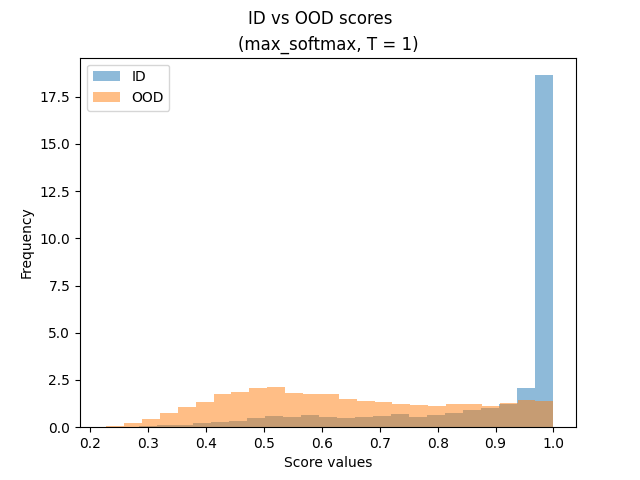 ID vs OOD scores
(max_softmax, T = 1)
ID
OOD
Frequency
17.5
15.0
12.5
10.0
7.5
5.0
2.5
0.0
0.2 0.3 0.4 0.5 0.6 0.7 0.8 0.9 1.0
Score values